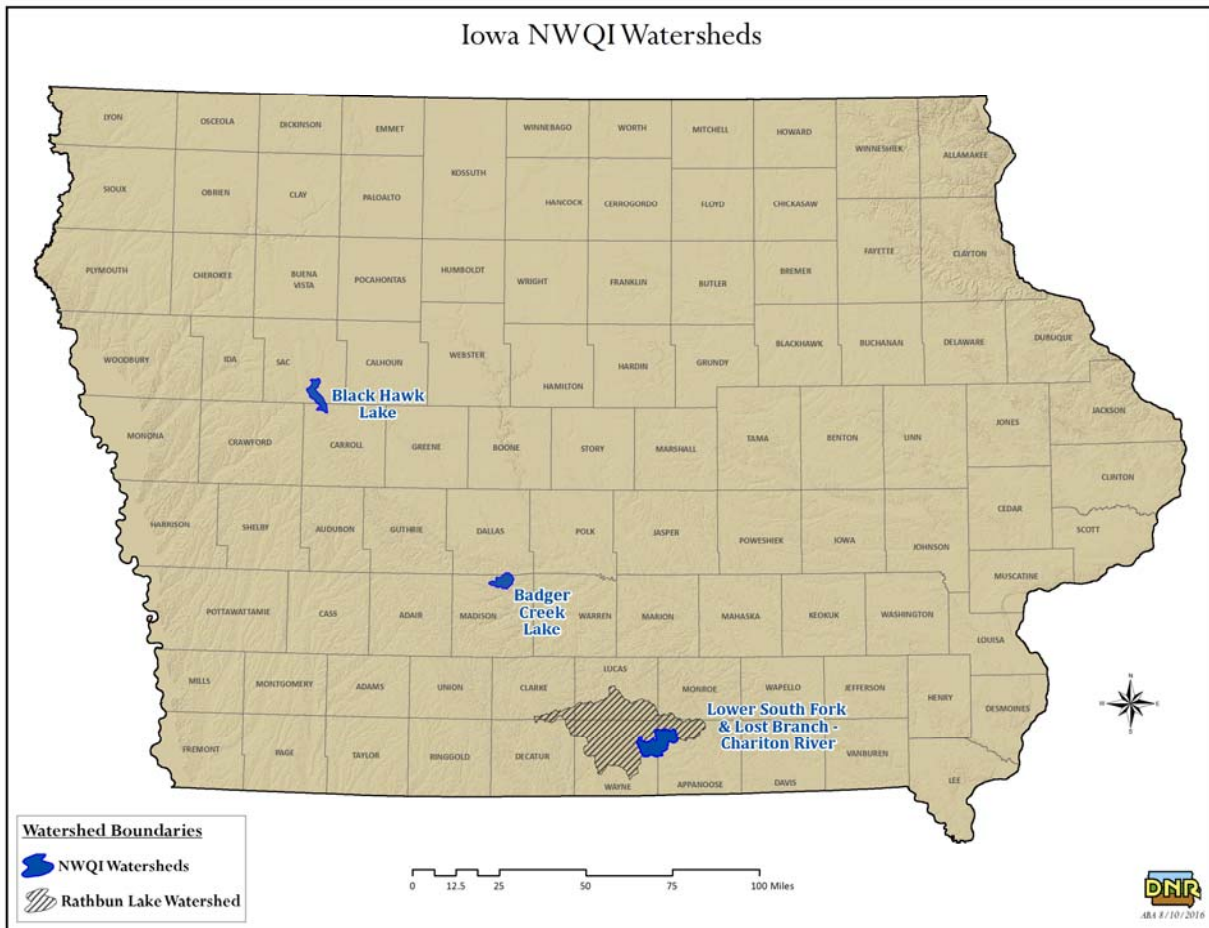 Iowa NWQI Watersheds
LYON
OSCEOLA
DICKINSON
EMMET
WINNEBAGO
WORTH
MITCHELL
HOWARD
WINNESHIEK
ALLAMAKEE
SIOUX
OBRIEN
CLAY
PALOALTO
KOSSUTH
HANCOCK
CERROGORDO
FLOYD
CHICKASAW
FAYETTE
CLAYTON
PLYMOUTH
CHEROKEE
BUENA
VISTA
POCAHONTAS
HUMBOLDT
WRIGHT
FRANKLIN
BUTLER
BREMER
WOODBURY
IDA
SAC
CALHOUN
WEBSTER
HAMILTON
HARDIN
GRUNDY
BLACKHAWK
BUCHANAN
DELAWARE
DUBUQUE
Black Hawk
Lake
MONONA
CRAWFORD
CARROLL
GREENE
BOONE
STORY
MARSHALL
TAMA
BENTON
LINN
JONES
JACKSON
CLINTON
HARRISON
SHELBY
AUDUBON
GUTHRIE
DALLAS
POLK
JASPER
POWESHIEK
IOWA
JOHNSON
CEDAR
SCOTT
MUSCATINE
Badger
Creek
Lake
POTTAWATTAMIE
CASS
ADAIR
MADISON
WARREN
MARION
MAHASKA
KEOKUK
WASHINGTON
LOUISA
MILLS
MONTGOMERY
ADAMS
UNION
CLARKE
LUCAS
MONROE
WAPELLO
JEFFERSON
HENRY
DESMOINES
Lower South Fork
& Lost Branch -
Chariton River
FREMONT
PAGE
TAYLOR
RINGGOLD
DECATUR
WAYNE
APPANOOSE
DAVIS
VANBUREN
LEE
N
W
E
S
Watershed Boundaries
NWQI Watersheds
Rathbun Lake Watershed
0 12.5 25 50 75 100 Miles
DNR
ABA 8/10/2016